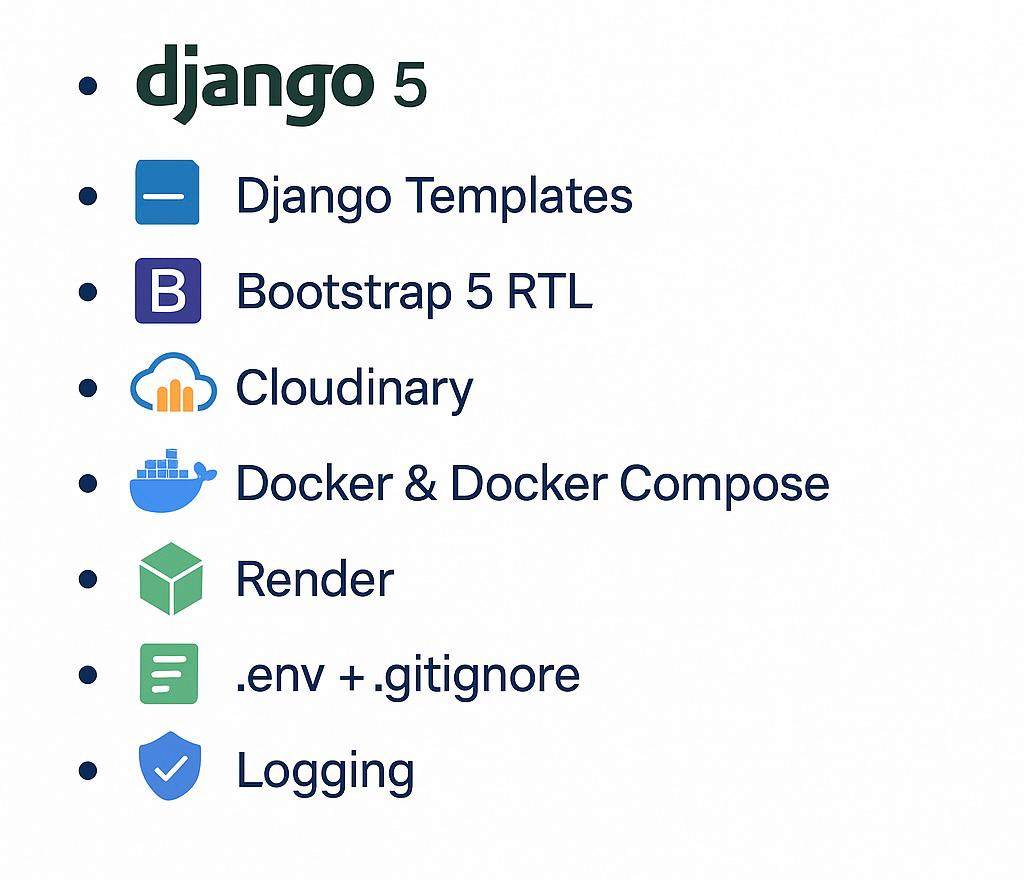 django 5
Django Templates
B Bootstrap 5 RTL
Cloudinary
Docker & Docker Compose
Render
.env + .gitignore
Logging